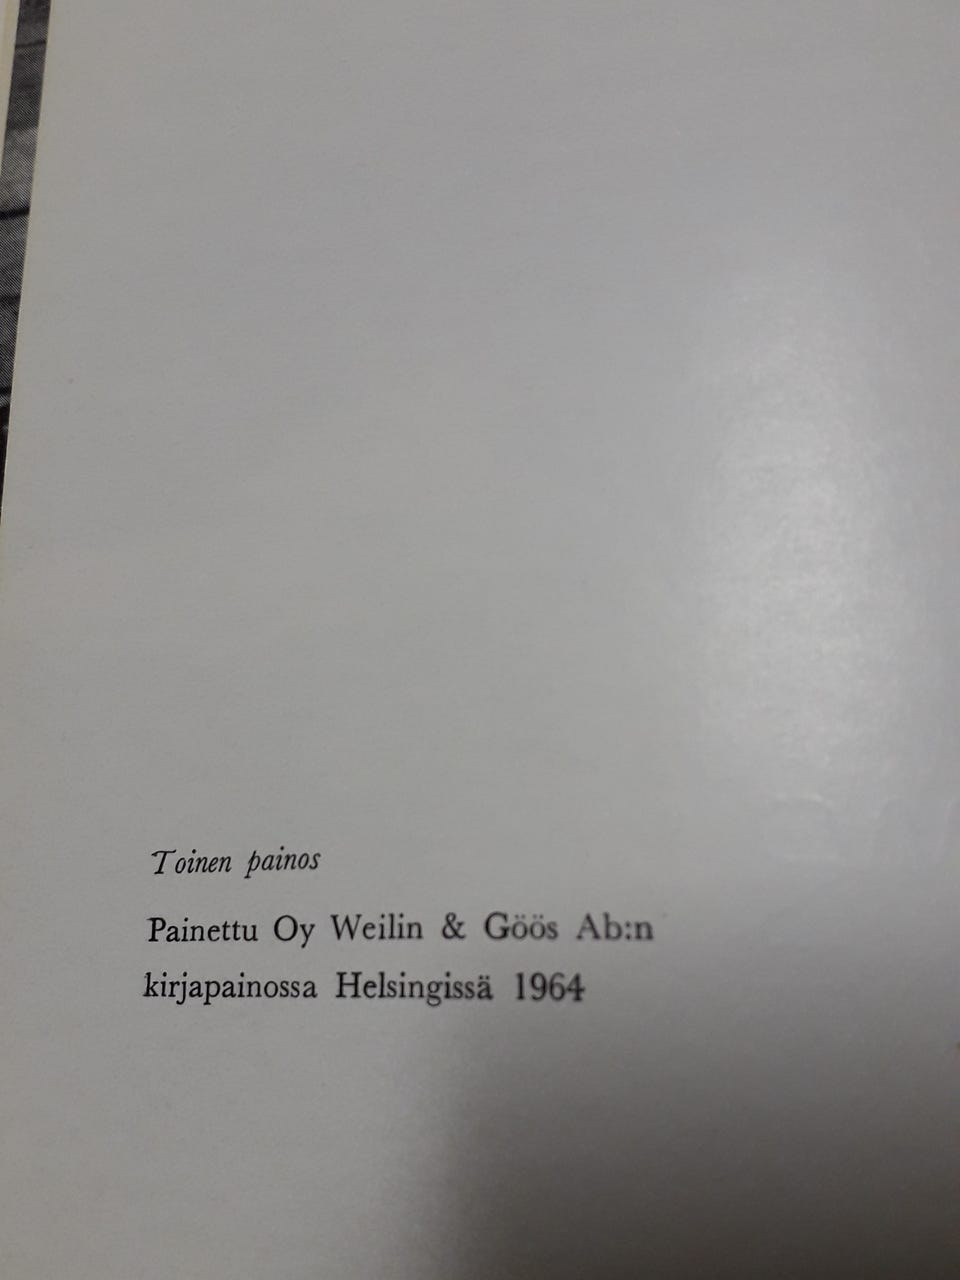 Toinen painos
Painettu Oy Weilin & Göös Ab:n
kirjapainossa Helsingissä 1964